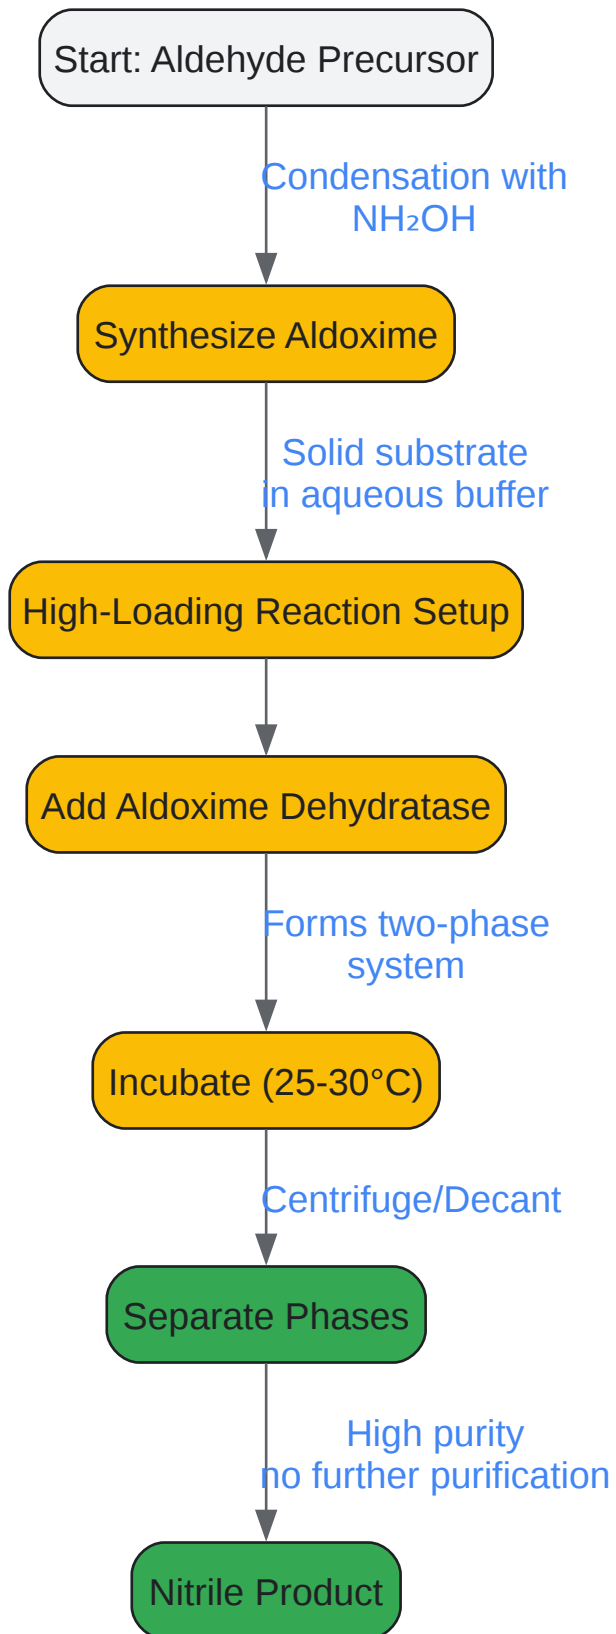 Start: Aldehyde Precursor
Condensation with
NH₂OH
Synthesize Aldoxime
Solid substrate
in aqueous buffer
High-Loading Reaction Setup
Add Aldoxime Dehydratase
Forms two-phase
system
Incubate (25-30°C)
Centrifuge/Decant
Separate Phases
High purity
no further purification
Nitrile Product